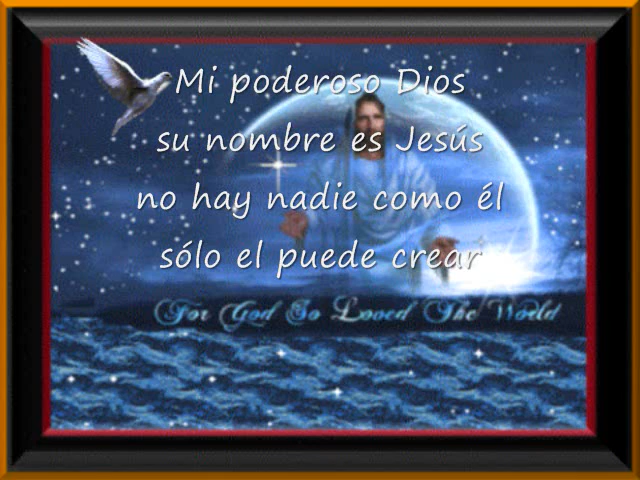 Mi poderoso Dios
su nombre es Jesús
no hay nadie como él
sólo el puede crear
For God So Loved The World